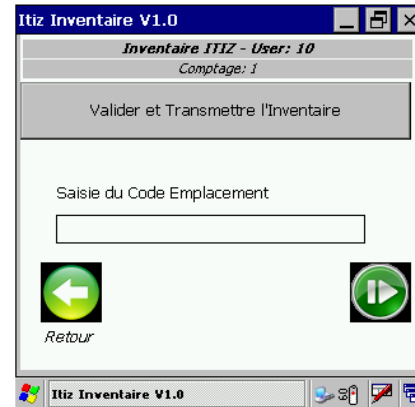 Itiz Inventaire V1.0
Inventaire ITIZ - User: 10
Comptage: 1
Valider et Transmettre l'Inventaire
Saisie du Code Emplacement
Retour
Itiz Inventaire V1.0